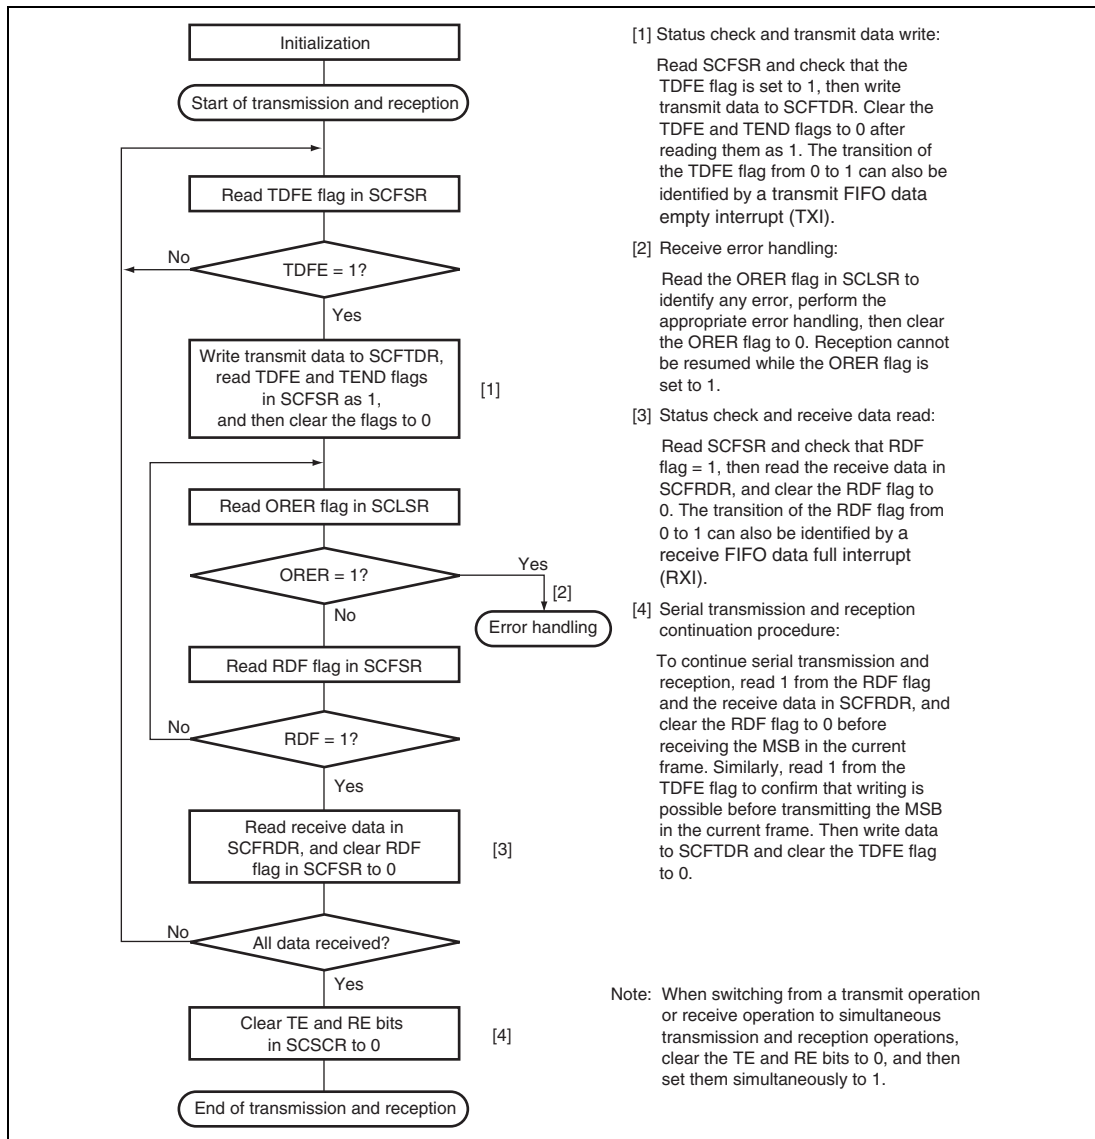 Initialization
Start of transmission and reception
Read TDFE flag in SCFSR
No
TDFE = 1?
Yes
Write transmit data to SCFTDR,
read TDFE and TEND flags
in SCFSR as 1,
and then clear the flags to 0
[1]
Read ORER flag in SCLSR
ORER = 1?
Yes
[2]
No
Error handling
Read RDF flag in SCFSR
No
RDF = 1?
Yes
Read receive data in
SCFRDR, and clear RDF
flag in SCFSR to 0
[3]
No
All data received?
Yes
Clear TE and RE bits
in SCSCR to 0
[4]
End of transmission and reception
[1] Status check and transmit data write:
Read SCFSR and check that the
TDFE flag is set to 1, then write
transmit data to SCFTDR. Clear the
TDFE and TEND flags to 0 after
reading them as 1. The transition of
the TDFE flag from 0 to 1 can also be
identified by a transmit FIFO data
empty interrupt (TXI).
[2] Receive error handling:
Read the ORER flag in SCLSR to
identify any error, perform the
appropriate error handling, then clear
the ORER flag to 0. Reception cannot
be resumed while the ORER flag is
set to 1.
[3] Status check and receive data read:
Read SCFSR and check that RDF
flag = 1, then read the receive data in
SCFRDR, and clear the RDF flag to
0. The transition of the RDF flag from
0 to 1 can also be identified by a
receive FIFO data full interrupt
(RXI).
[4] Serial transmission and reception
continuation procedure:
To continue serial transmission and
reception, read 1 from the RDF flag
and the receive data in SCFRDR, and
clear the RDF flag to 0 before
receiving the MSB in the current
frame. Similarly, read 1 from the
TDFE flag to confirm that writing is
possible before transmitting the MSB
in the current frame. Then write data
to SCFTDR and clear the TDFE flag
to 0.
Note: When switching from a transmit operation
or receive operation to simultaneous
transmission and reception operations,
clear the TE and RE bits to 0, and then
set them simultaneously to 1.